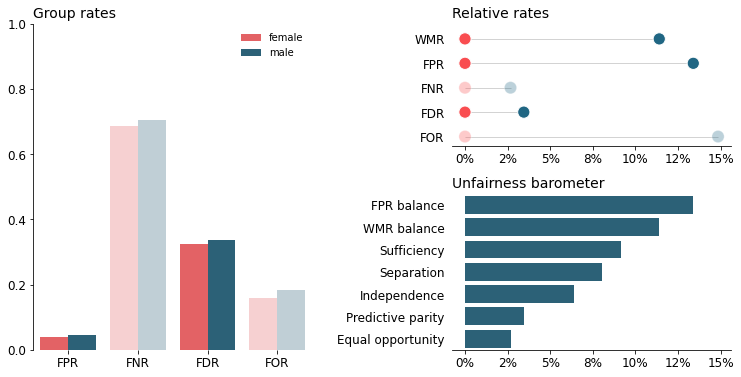 Group rates
1.0
0.8
0.6
0.4
0.2
0.0
FPR FNR FDR FOR
female
male
Relative rates
WMR
FPR
FNR
FDR
FOR
0% 2% 5% 8% 10% 12% 15%
Unfairness barometer
FPR balance
WMR balance
Sufficiency
Separation
Independence
Predictive parity
Equal opportunity
0% 2% 5% 8% 10% 12% 15%